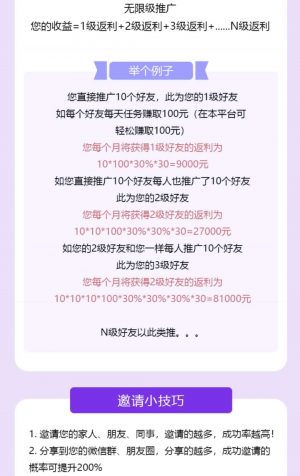 无限级推广
您的收益=1级返利+2级返利+3级返利+......N级返利
举个例子
您直接推广10个好友，此为您的1级好友
如每个好友每天任务赚取100元（在本平台可
轻松赚取100元）
您每个月将获得1级好友的返利为
10*100*30%*30=9000元
如您直接推广10个好友每人也推广了10个好友
此为您的2级好友
您每个月将获得2级好友的返利为
10*10*100*30%*30%*30=27000元
如您的2级好友和您一样每人推广10个好友
此为您的3级好友
您每个月将获得2级好友的返利为
10*10*10*100*30%*30%*30%*30=81000元
N级好友以此类推。。。
邀请小技巧
1. 邀请您的家人、朋友、同事，邀请的越多，成功率越高！
2. 分享到您的微信群、朋友圈，分享的越多，成功邀请的
概率可提升200%